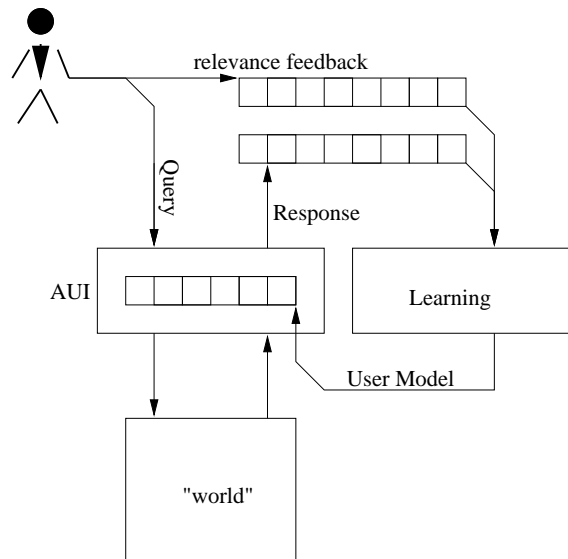 relevance feedback
Query
Response
AUI
Learning
User Model
"world"